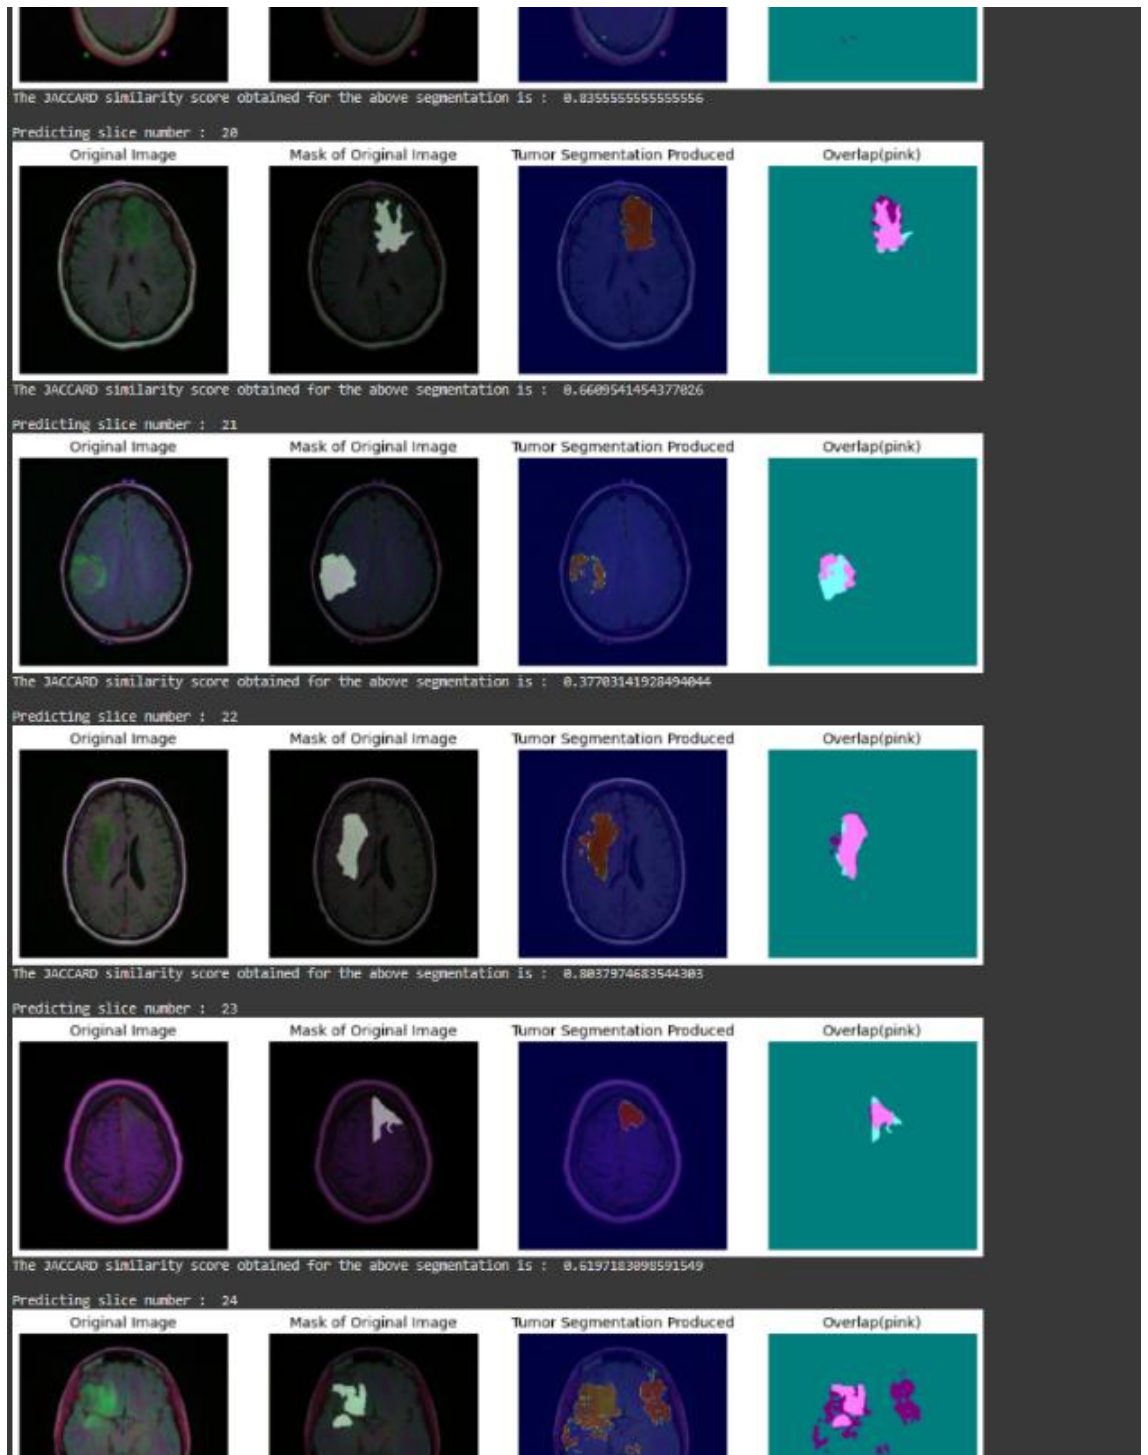 The JACCARD similarity score obtained for the above segmentation is : 0.8355555555555556
Predicting slice number : 20
Original Image Mask of Original Image Tumor Segmentation Produced Overlap(pink)
The JACCARD similarity score obtained for the above segmentation is : 0.6609541454377026
Predicting slice number : 21
Original Image Mask of Original Image Tumor Segmentation Produced Overlap(pink)
The JACCARD similarity score obtained for the above segmentation is : 0.37703141928494044
Predicting slice number : 22
Original Image Mask of Original Image Tumor Segmentation Produced Overlap(pink)
The JACCARD similarity score obtained for the above segmentation is : 0.8037974683544303
Predicting slice number : 23
Original Image Mask of Original Image Tumor Segmentation Produced Overlap(pink)
The JACCARD similarity score obtained for the above segmentation is : 0.6197183098591549
Predicting slice number : 24
Original Image Mask of Original Image Tumor Segmentation Produced Overlap(pink)